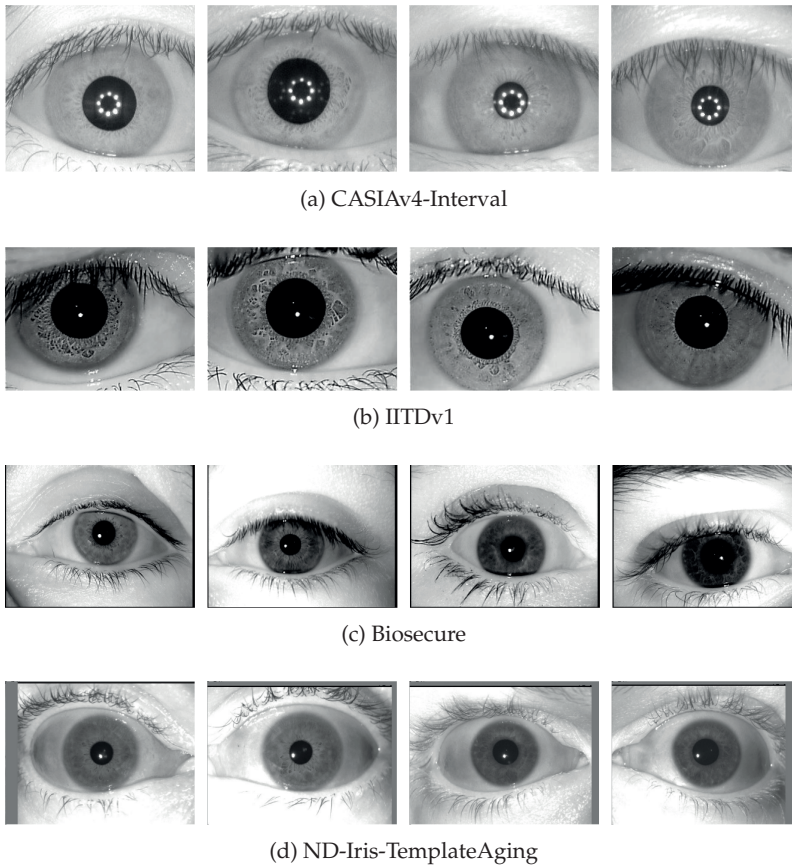 (a) CASIAv4-Interval
(b) IITDv1
(c) Biosecure
(d) ND-Iris-TemplateAging